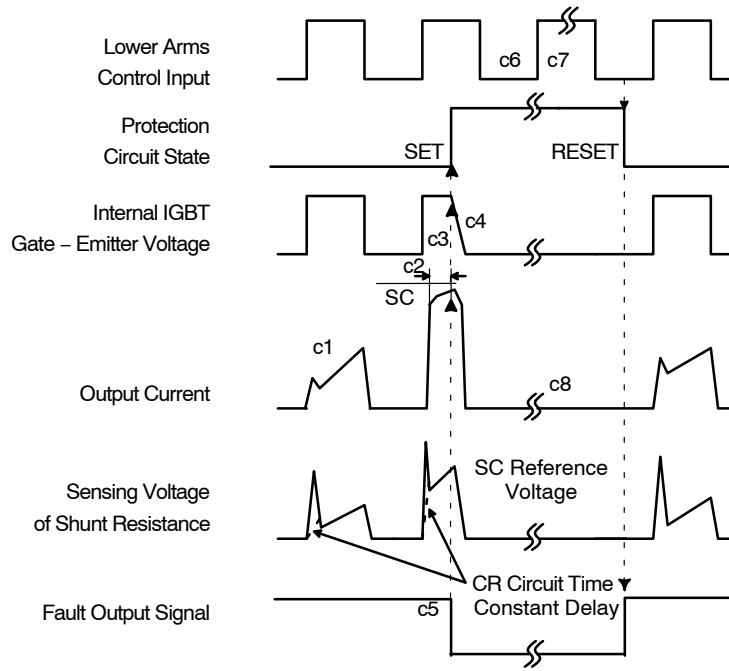 Lower Arms
Control Input
c6
c7
Protection
Circuit State
SET
RESET
Internal IGBT
Gate – Emitter Voltage
c3
c4
c2
SC
c1
Output Current
c8
Sensing Voltage
of Shunt Resistance
SC Reference
Voltage
CR Circuit Time
Constant Delay
Fault Output Signal
c5